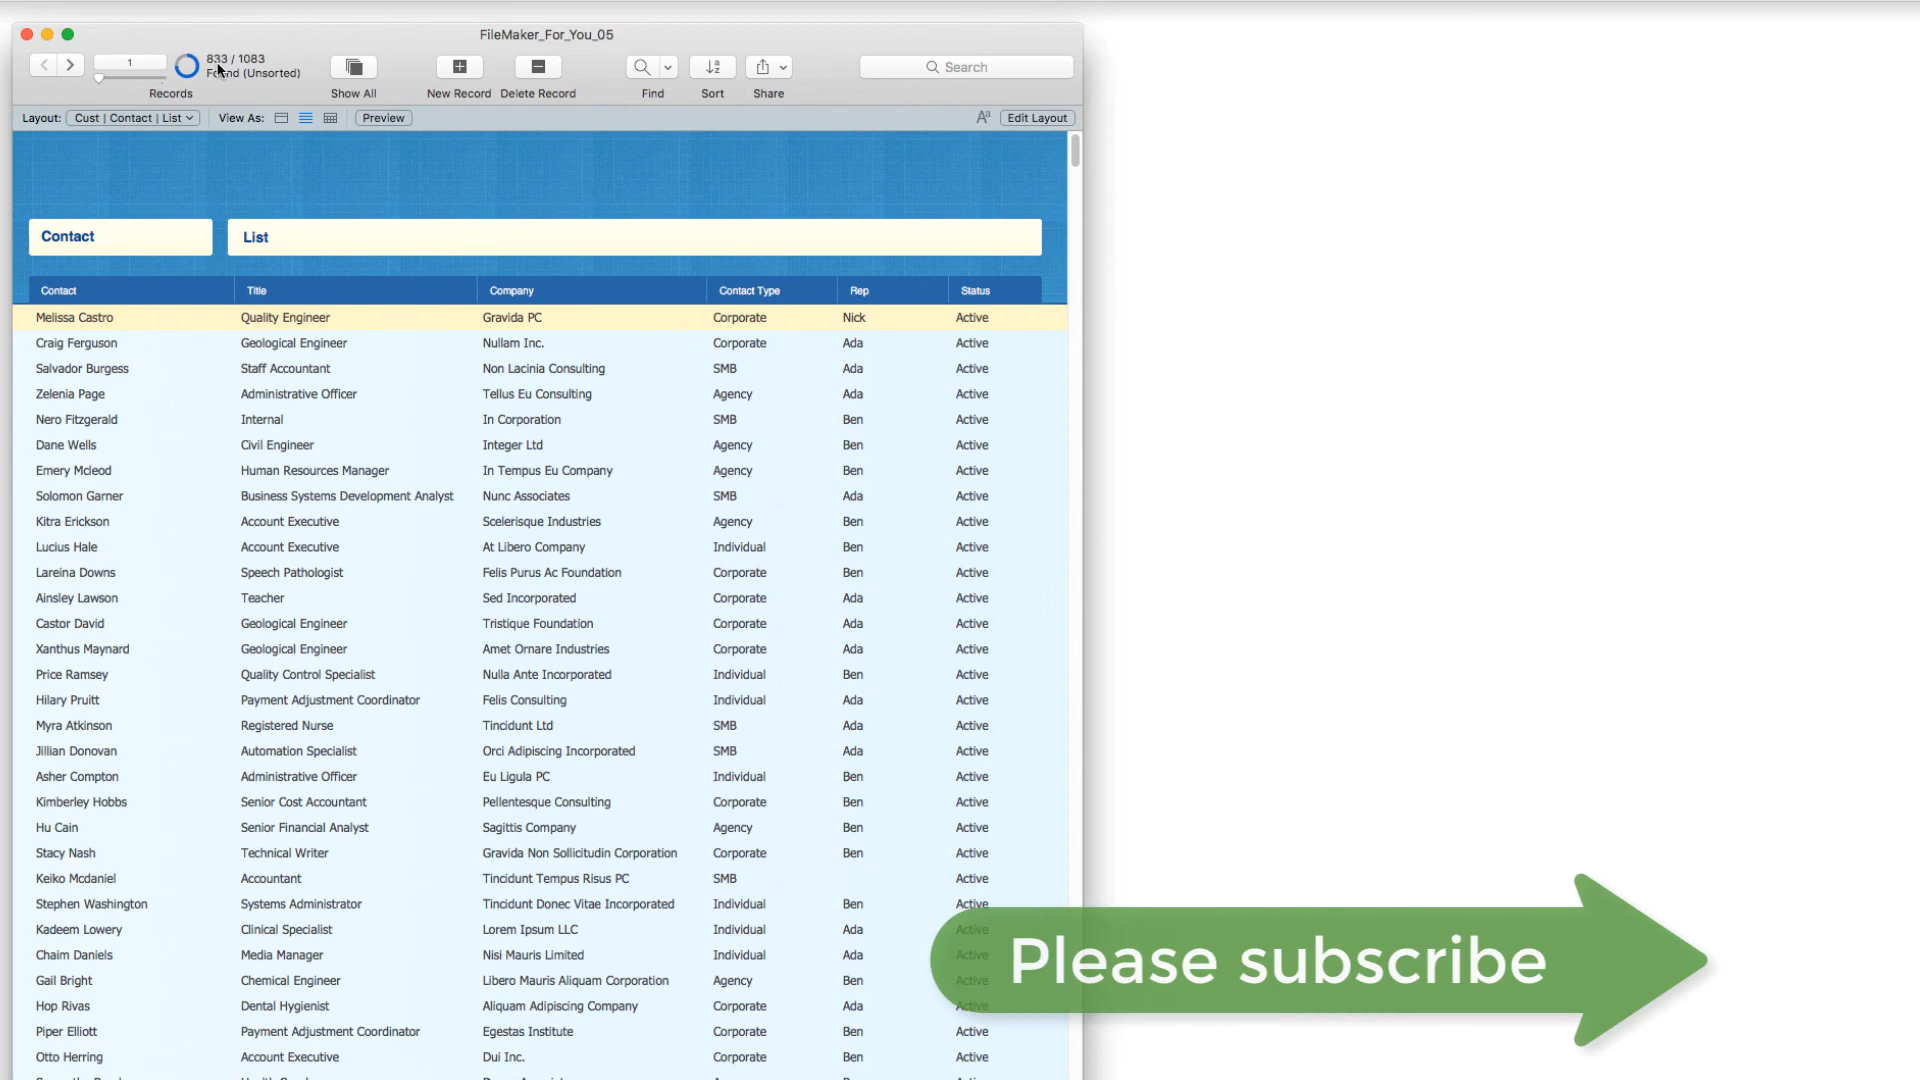 FileMaker_For_You_05
1
833 / 1083
Found (Unsorted)
Search
Records
Show All
New Record
Delete Record
Find
Sort
Share
Layout: Cust | Contact | List
View As:
Preview
Aa
Edit Layout
Contact
List
Contact Title Company Contact Type Rep Status
Melissa Castro Quality Engineer Gravida PC Corporate Nick Active
Craig Ferguson Geological Engineer Nullam Inc. Corporate Ada Active
Salvador Burgess Staff Accountant Non Lacinia Consulting SMB Ada Active
Zelenia Page Administrative Officer Tellus Eu Consulting Agency Ada Active
Nero Fitzgerald Internal In Corporation SMB Ben Active
Dane Wells Civil Engineer Integer Ltd Agency Ben Active
Emery Mcleod Human Resources Manager In Tempus Eu Company Agency Ben Active
Solomon Garner Business Systems Development Analyst Nunc Associates SMB Ada Active
Kitra Erickson Account Executive Scelerisque Industries Agency Ben Active
Lucius Hale Account Executive At Libero Company Individual Ben Active
Lareina Downs Speech Pathologist Felis Purus Ac Foundation Corporate Ben Active
Ainsley Lawson Teacher Sed Incorporated Corporate Ada Active
Castor David Geological Engineer Tristique Foundation Corporate Ada Active
Xanthus Maynard Geological Engineer Amet Ornare Industries Corporate Ada Active
Price Ramsey Quality Control Specialist Nulla Ante Incorporated Individual Ben Active
Hilary Pruitt Payment Adjustment Coordinator Felis Consulting Individual Ada Active
Myra Atkinson Registered Nurse Tincidunt Ltd SMB Ada Active
Jillian Donovan Automation Specialist Orci Adipiscing Incorporated SMB Ada Active
Asher Compton Administrative Officer Eu Ligula PC Individual Ben Active
Kimberley Hobbs Senior Cost Accountant Pellentesque Consulting Corporate Ben Active
Hu Cain Senior Financial Analyst Sagittis Company Agency Ben Active
Stacy Nash Technical Writer Gravida Non Sollicitudin Corporation Corporate Ben Active
Keiko Mcdaniel Accountant Tincidunt Tempus Risus PC SMB Active
Stephen Washington Systems Administrator Tincidunt Donec Vitae Incorporated Individual Ben Active
Kadeem Lowery Clinical Specialist Lorem Ipsum LLC Individual Ada Active
Chaim Daniels Media Manager Nisi Mauris Limited Individual Ada Active
Gail Bright Chemical Engineer Libero Mauris Aliquam Corporation Agency Ben Active
Hop Rivas Dental Hygienist Aliquam Adipiscing Company Corporate Ada Active
Piper Elliott Payment Adjustment Coordinator Egestas Institute Corporate Ben Active
Otto Herring Account Executive Dui Inc. Corporate Ben Active
Please subscribe